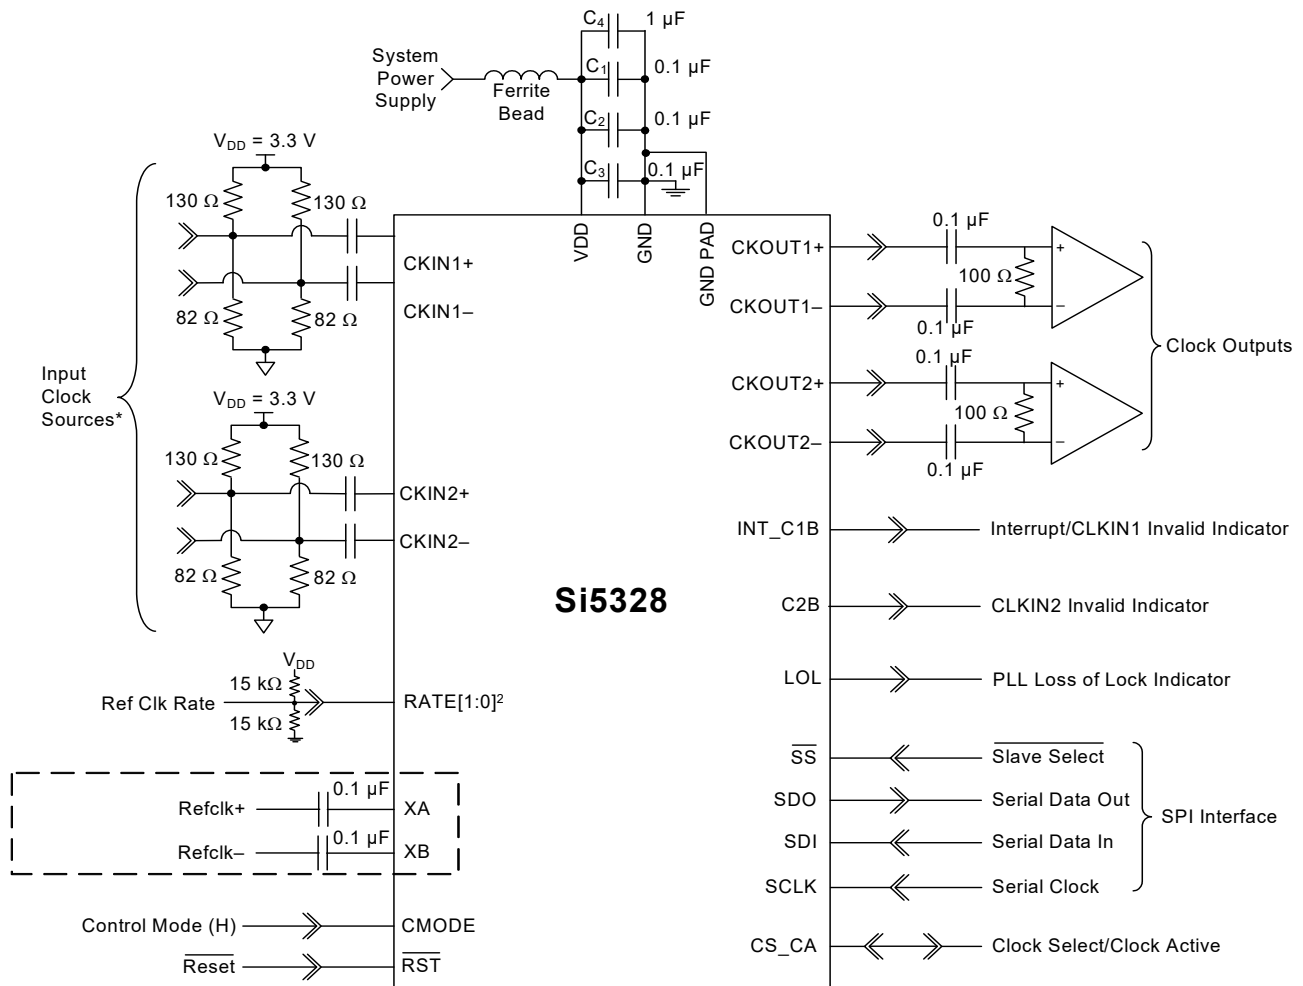 C4 1 µF
System
Power
Supply
Ferrite
Bead
C1 0.1 µF
C2 0.1 µF
C3 0.1 µF
VDD
GND
GND PAD
VDD = 3.3 V
130 Ω 130 Ω
CKIN1+
CKIN1–
82 Ω 82 Ω
Input
Clock
Sources*
VDD = 3.3 V
130 Ω 130 Ω
CKIN2+
CKIN2–
82 Ω 82 Ω
Si5328
VDD
15 kΩ
Ref Clk Rate RATE[1:0]²
15 kΩ
0.1 µF
Refclk+ XA
0.1 µF
Refclk– XB
Control Mode (H) CMODE
Reset RST
0.1 µF
CKOUT1+ +
100 Ω
CKOUT1– –
0.1 µF
Clock Outputs
0.1 µF
CKOUT2+ +
100 Ω
CKOUT2– –
0.1 µF
INT_C1B Interrupt/CLKIN1 Invalid Indicator
C2B CLKIN2 Invalid Indicator
LOL PLL Loss of Lock Indicator
SS Slave Select
SDO Serial Data Out
SPI Interface
SDI Serial Data In
SCLK Serial Clock
CS_CA Clock Select/Clock Active